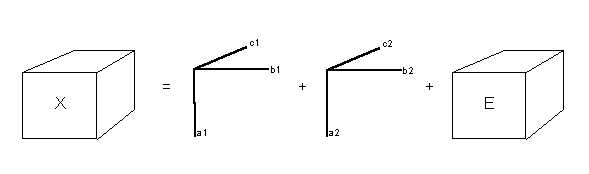 c1
c2
X
=
b1
+
b2
+
E
a1
a2